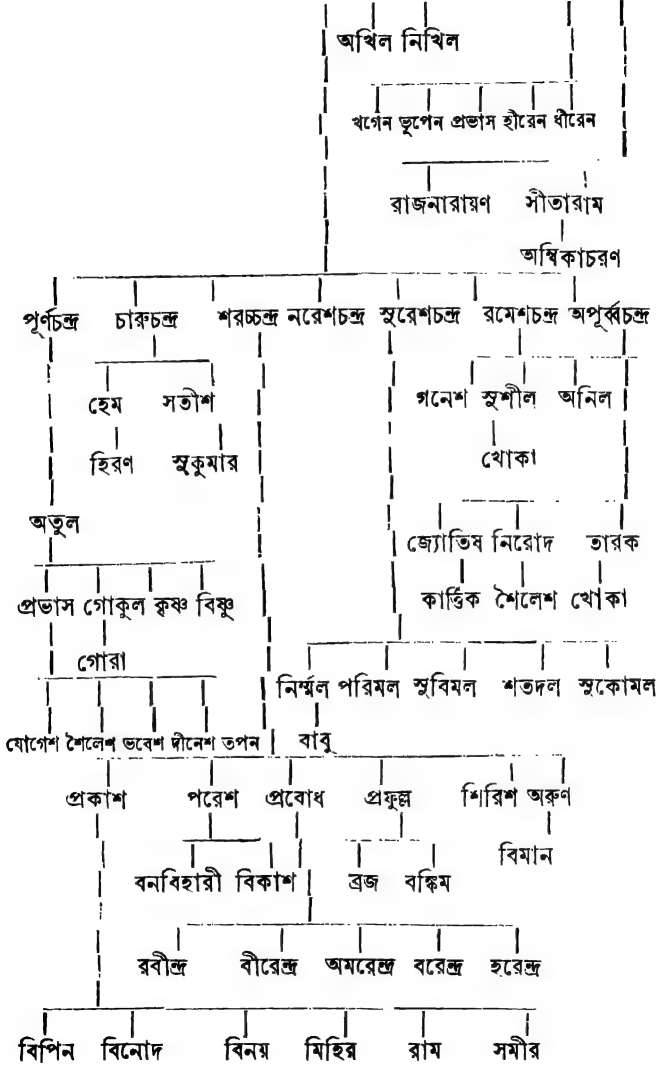 অখিল নিখিল
খগেন ভূপেন প্রভাস হীরেন ধীরেন
রাজনারায়ণ সীতারাম
অম্বিকাচরণ
পূর্ণচন্দ্র চারুচন্দ্র শরচ্চন্দ্র নরেশচন্দ্র সুরেশচন্দ্র রমেশচন্দ্র অপূর্ব্বচন্দ্র
হেম সতীশ গনেশ সুশীল অনিল
হিরণ সুকুমার খোকা
অতুল
জ্যোতিষ নিরোদ তারক
প্রভাস গোকুল কৃষ্ণ বিষ্ণু কার্ত্তিক শৈলেশ খোকা
গোরা
নির্ম্মল পরিমল সুবিমল শতদল সুকোমল
যোগেশ শৈলেশ ভবেশ দীনেশ তপন বাবু
প্রকাশ পরেশ প্রবোধ প্রফুল্ল শিরিশ অরুণ
বিমান
বনবিহারী বিকাশ ব্রজ বঙ্কিম
রবীন্দ্র বীরেন্দ্র অমরেন্দ্র বরেন্দ্র হরেন্দ্র
বিপিন বিনোদ বিনয় মিহির রাম সমীর